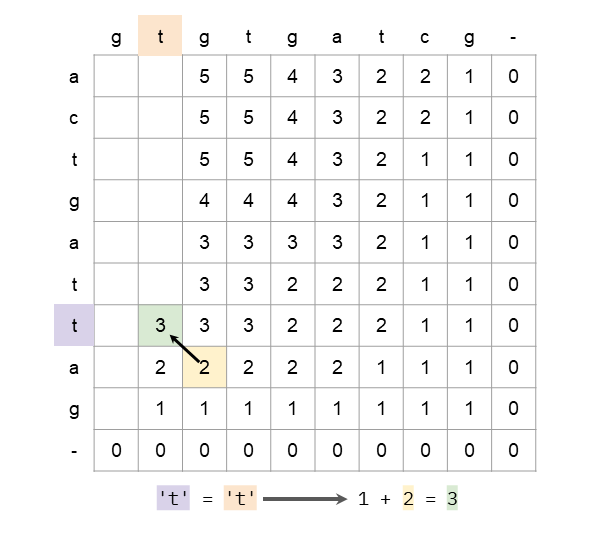 g t g t g a t c g -
a 5 5 4 3 2 2 1 0
c 5 5 4 3 2 2 1 0
t 5 5 4 3 2 1 1 0
g 4 4 4 3 2 1 1 0
a 3 3 3 3 2 1 1 0
t 3 3 2 2 2 1 1 0
t 3 3 3 2 2 2 1 1 0
a 2 2 2 2 2 1 1 1 0
g 1 1 1 1 1 1 1 1 0
- 0 0 0 0 0 0 0 0 0 0
't' = 't' 1 + 2 = 3